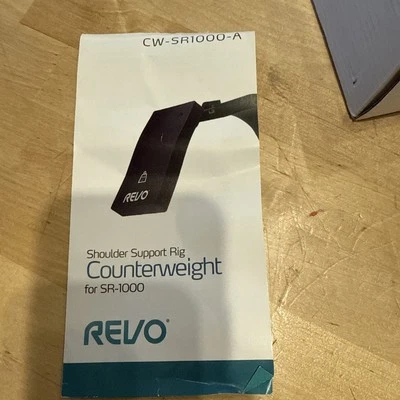 CW-SR1000-A
REVO
Shoulder Support Rig
Counterweight
for SR-1000
REVO